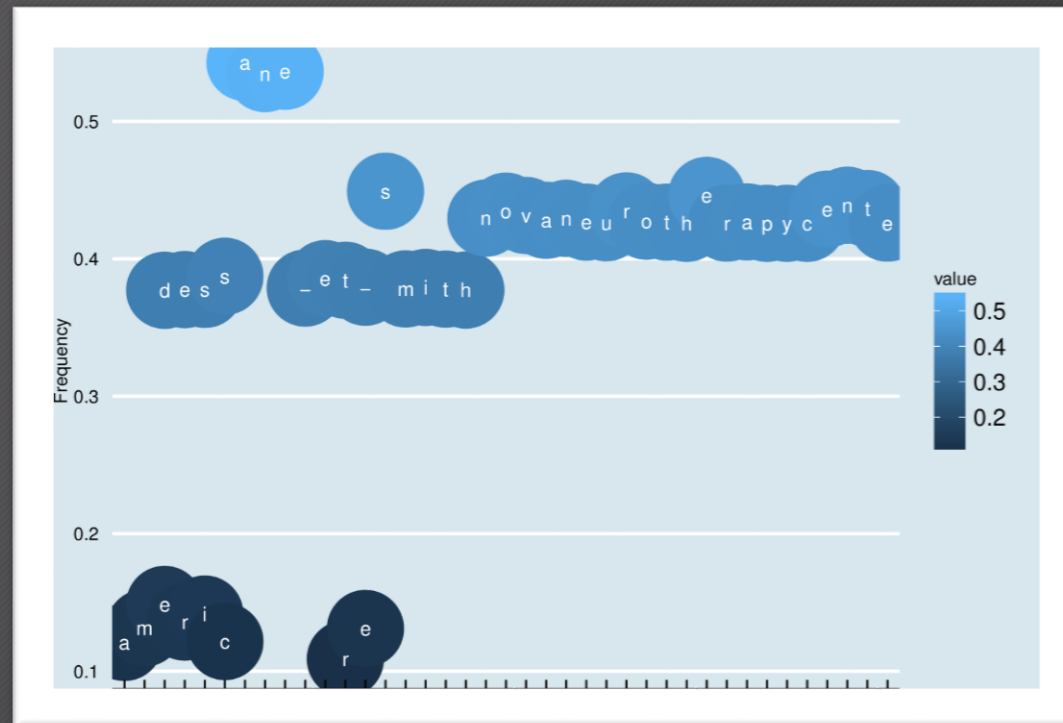 a n e
0.5
s
n o v a n e u r o t h e r a p y c e n t e
0.4
d e s s _ e t _ m i t h
value
0.5
0.4
0.3
0.2
Frequency
0.3
0.2
a m e r i c r e
0.1